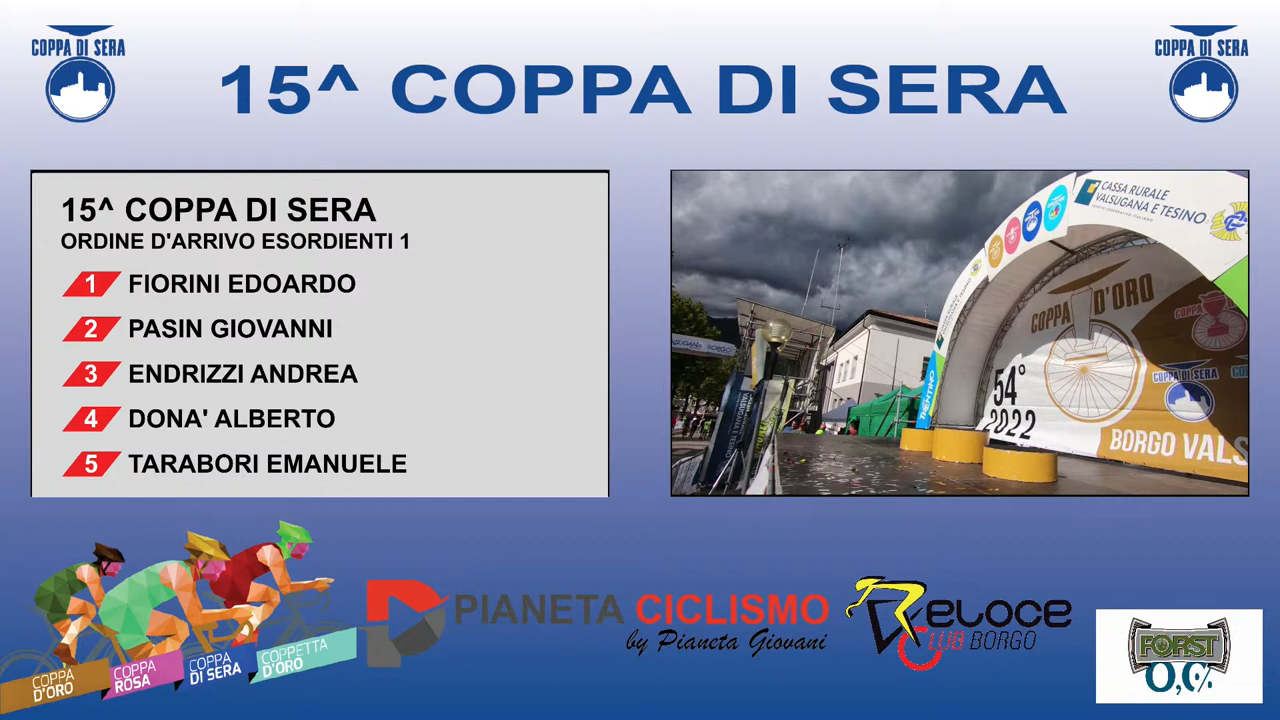 COPPA DI SERA
15^ COPPA DI SERA
COPPA DI SERA
15^ COPPA DI SERA
ORDINE D'ARRIVO ESORDIENTI 1
1 FIORINI EDOARDO
2 PASIN GIOVANNI
3 ENDRIZZI ANDREA
4 DONA' ALBERTO
5 TARABORI EMANUELE
CASSA RURALE
VALSUGANA E TESINO
COPPA D'ORO
COPPA DI SERA
54°
2022
BORGO VALS
TRENTINO
COPPA
D'ORO
COPPA
ROSA
COPPA
DI SERA
COPPETTA
D'ORO
PIANETA CICLISMO
by Pianeta Giovani
VELOCE
CLUB BORGO
FORST
0,0%